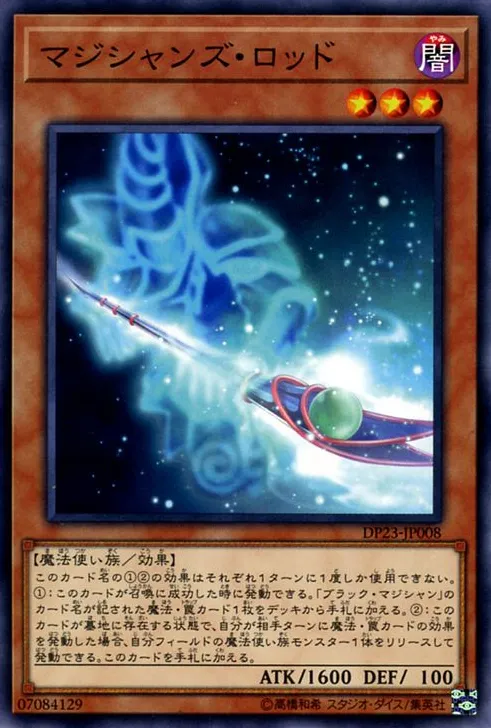 マジシャンズ・ロッド
闇
やみ
DP23-JP008
【魔法使い族/効果】
このカード名の①②の効果はそれぞれ1ターンに1度しか使用できない。
①:このカードが召喚に成功した時に発動できる。「ブラック・マジシャン」の
カード名が記された魔法・罠カード1枚をデッキから手札に加える。②:このカ
ードが墓地に存在する状態で、自分が相手ターンに魔法・罠カードの効果
を発動した場合、自分フィールドの魔法使い族モンスター1体をリリースして
発動できる。このカードを手札に加える。
ATK/1600 DEF/ 100
07084129
©高橋和希 スタジオ・ダイス/集英社